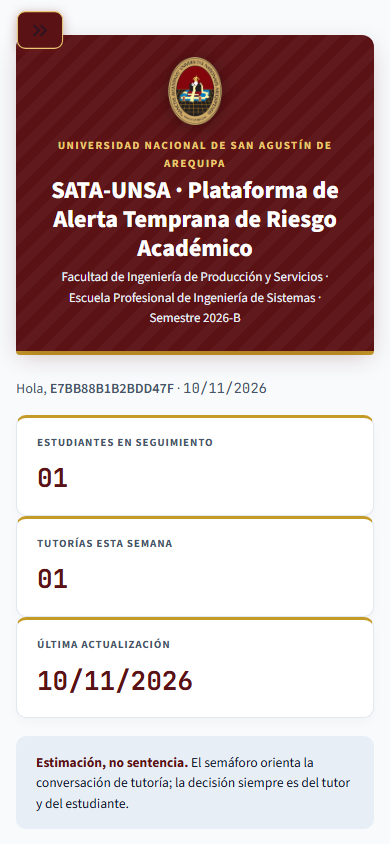 »
UNIVERSIDAD NACIONAL DE SAN AGUSTÍN DE
AREQUIPA
SATA-UNSA · Plataforma de
Alerta Temprana de Riesgo
Académico
Facultad de Ingeniería de Producción y Servicios ·
Escuela Profesional de Ingeniería de Sistemas ·
Semestre 2026-B
Hola, E7BB88B1B2BDD47F · 10/11/2026
ESTUDIANTES EN SEGUIMIENTO
01
TUTORÍAS ESTA SEMANA
01
ÚLTIMA ACTUALIZACIÓN
10/11/2026
Estimación, no sentencia. El semáforo orienta la
conversación de tutoría; la decisión siempre es del tutor
y del estudiante.